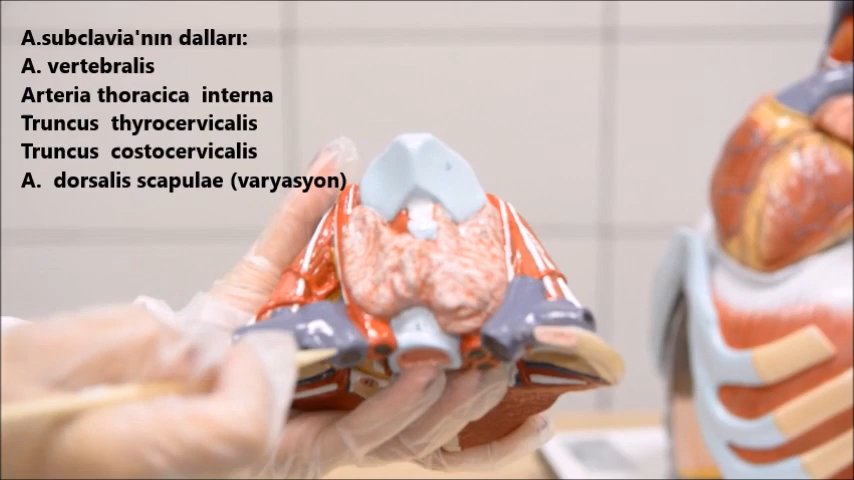 A.subclavia'nın dalları:
A. vertebralis
Arteria thoracica interna
Truncus thyrocervicalis
Truncus costocervicalis
A. dorsalis scapulae (varyasyon)